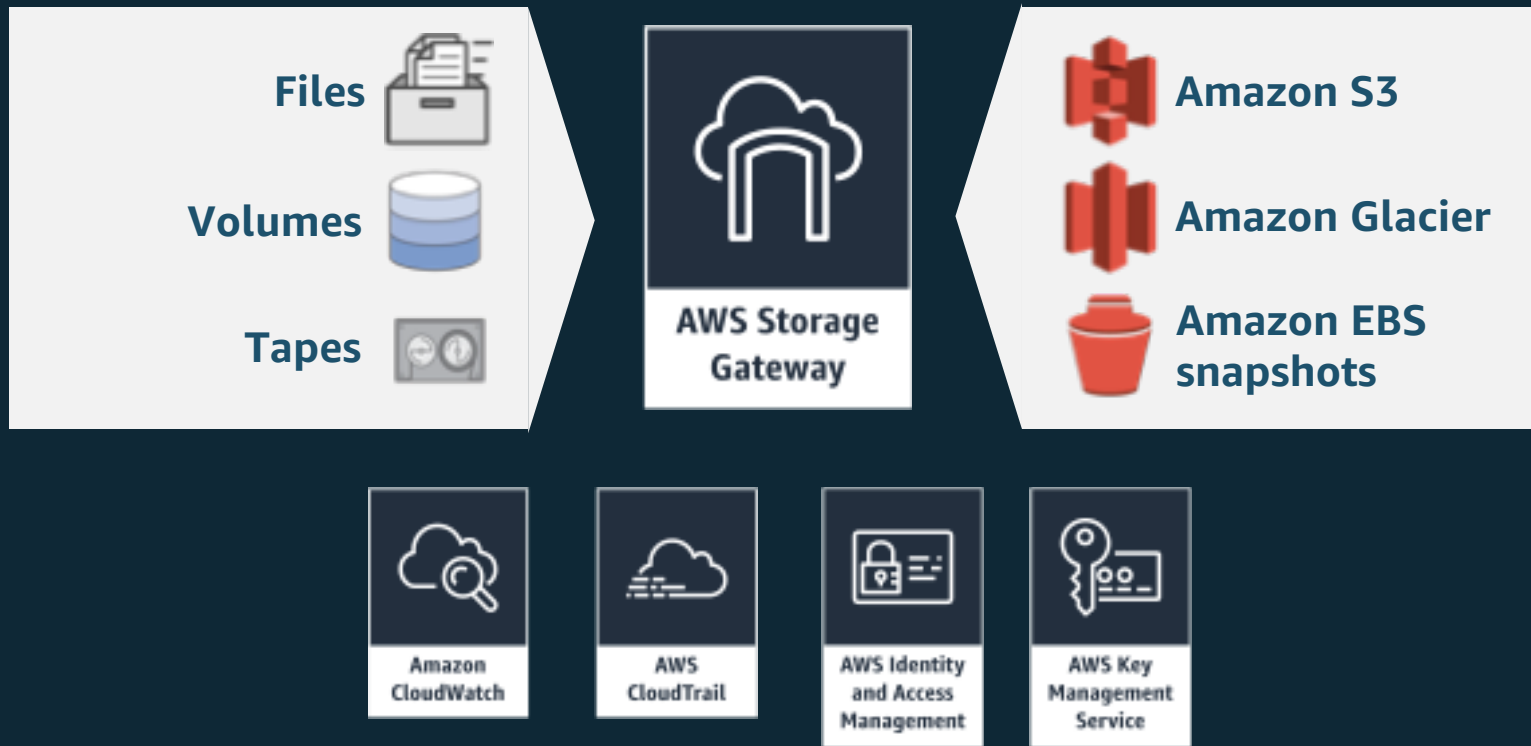 Files
Volumes
Tapes
AWS Storage
Gateway
Amazon S3
Amazon Glacier
Amazon EBS
snapshots
Amazon
CloudWatch
AWS
CloudTrail
AWS Identity
and Access
Management
AWS Key
Management
Service